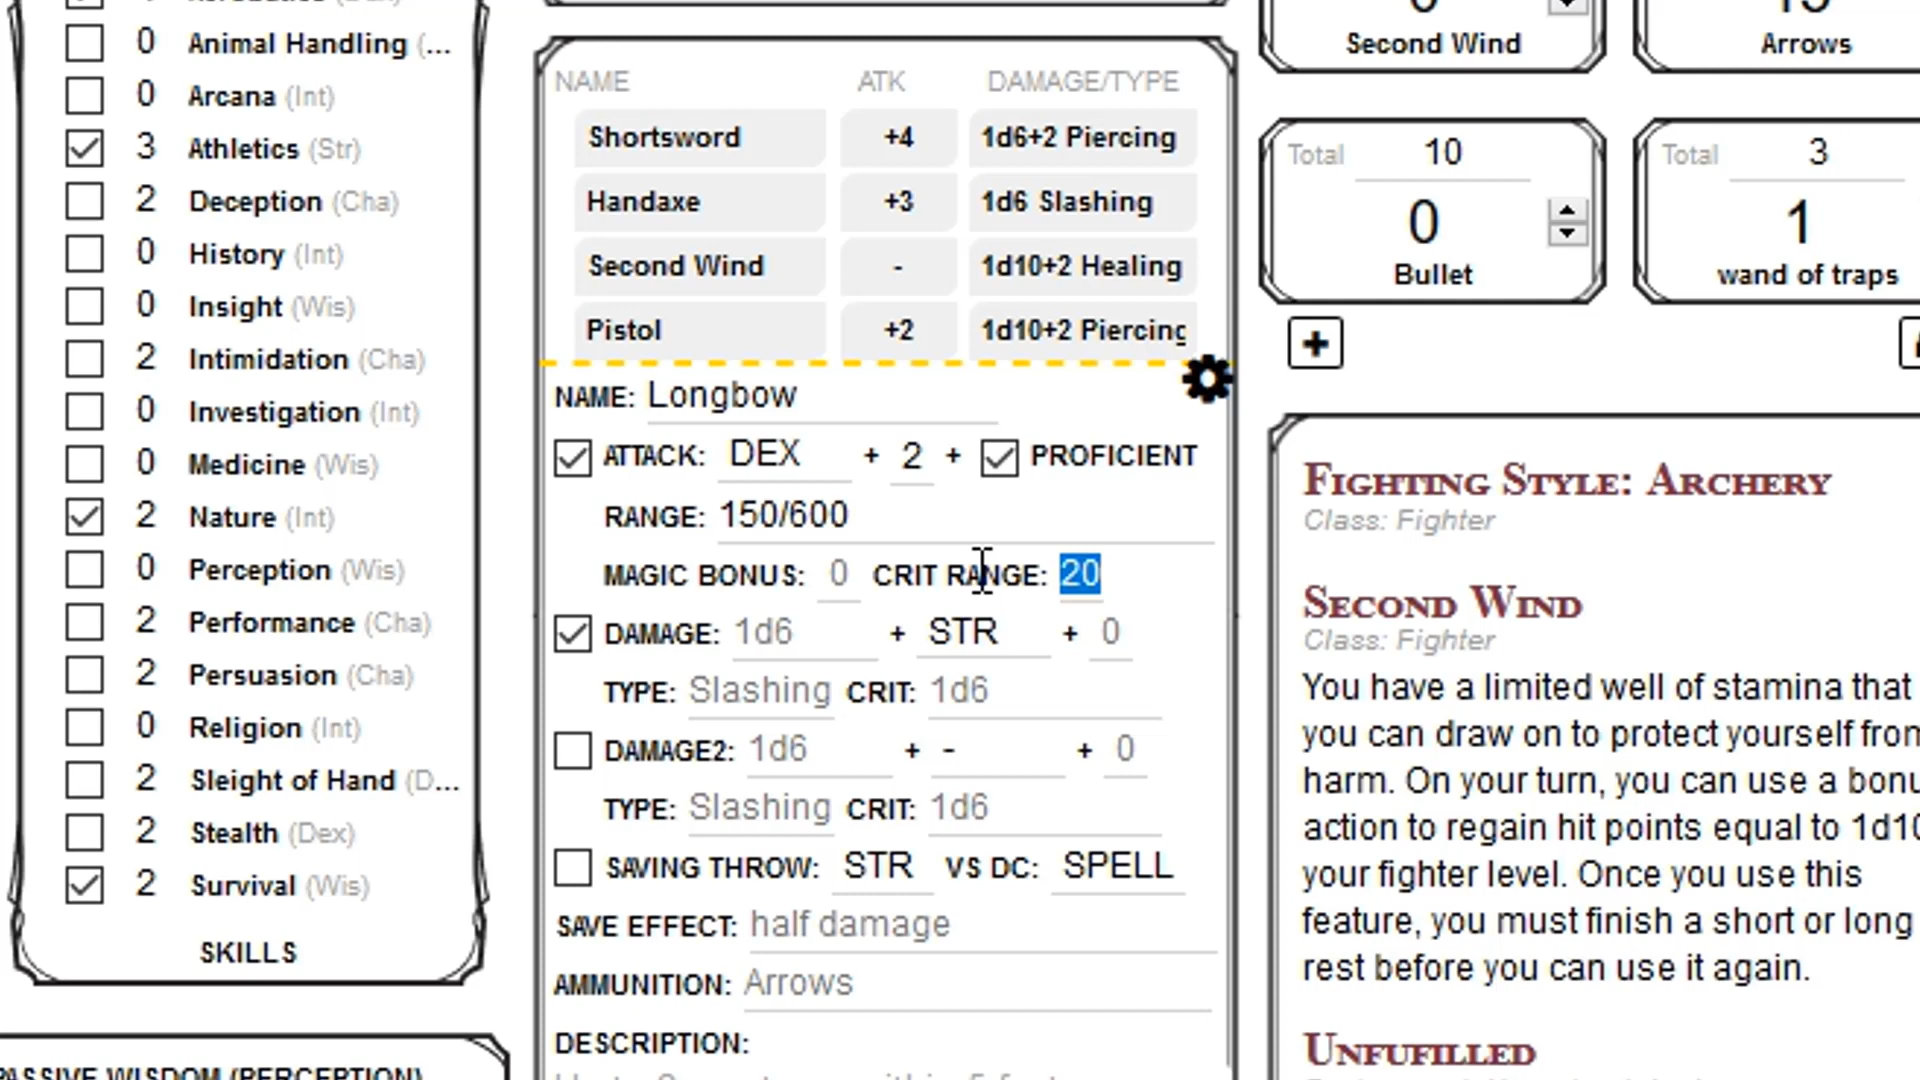 0 Animal Handling (...
0 Arcana (Int)
3 Athletics (Str)
2 Deception (Cha)
0 History (Int)
0 Insight (Wis)
2 Intimidation (Cha)
0 Investigation (Int)
0 Medicine (Wis)
2 Nature (Int)
0 Perception (Wis)
2 Performance (Cha)
2 Persuasion (Cha)
0 Religion (Int)
2 Sleight of Hand (D...
2 Stealth (Dex)
2 Survival (Wis)
SKILLS
PASSIVE WISDOM (PERCEPTION)
NAME ATK DAMAGE/TYPE
Shortsword +4 1d6+2 Piercing
Handaxe +3 1d6 Slashing
Second Wind - 1d10+2 Healing
Pistol +2 1d10+2 Piercing
NAME: Longbow
ATTACK: DEX + 2 + PROFICIENT
RANGE: 150/600
MAGIC BONUS: 0 CRIT RANGE: 20
DAMAGE: 1d6 + STR + 0
TYPE: Slashing CRIT: 1d6
DAMAGE2: 1d6 + - + 0
TYPE: Slashing CRIT: 1d6
SAVING THROW: STR VS DC: SPELL
SAVE EFFECT: half damage
AMMUNITION: Arrows
DESCRIPTION:
Second Wind
Arrows
Total 10
0
Bullet
Total 3
1
wand of traps
+
FIGHTING STYLE: ARCHERY
Class: Fighter
SECOND WIND
Class: Fighter
You have a limited well of stamina that
you can draw on to protect yourself from
harm. On your turn, you can use a bonu
action to regain hit points equal to 1d10
your fighter level. Once you use this
feature, you must finish a short or long
rest before you can use it again.
UNFUFILLED